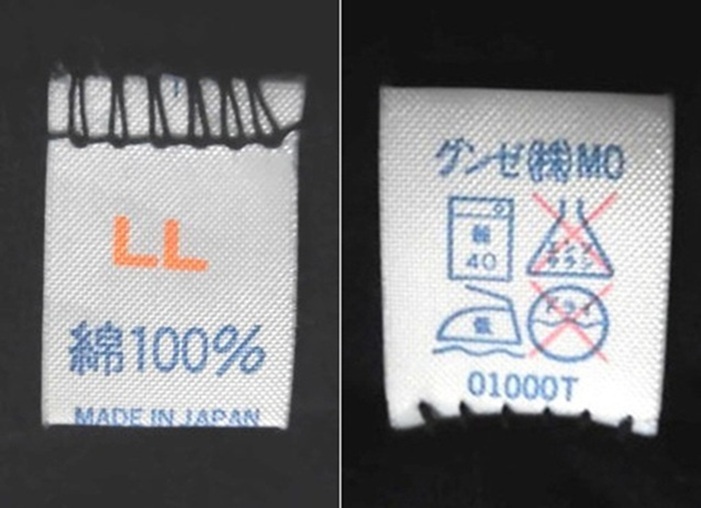 LL
綿100%
MADE IN JAPAN
グンゼ(株)MO
40
エンソ
サラシ
低
ドライ
01000T